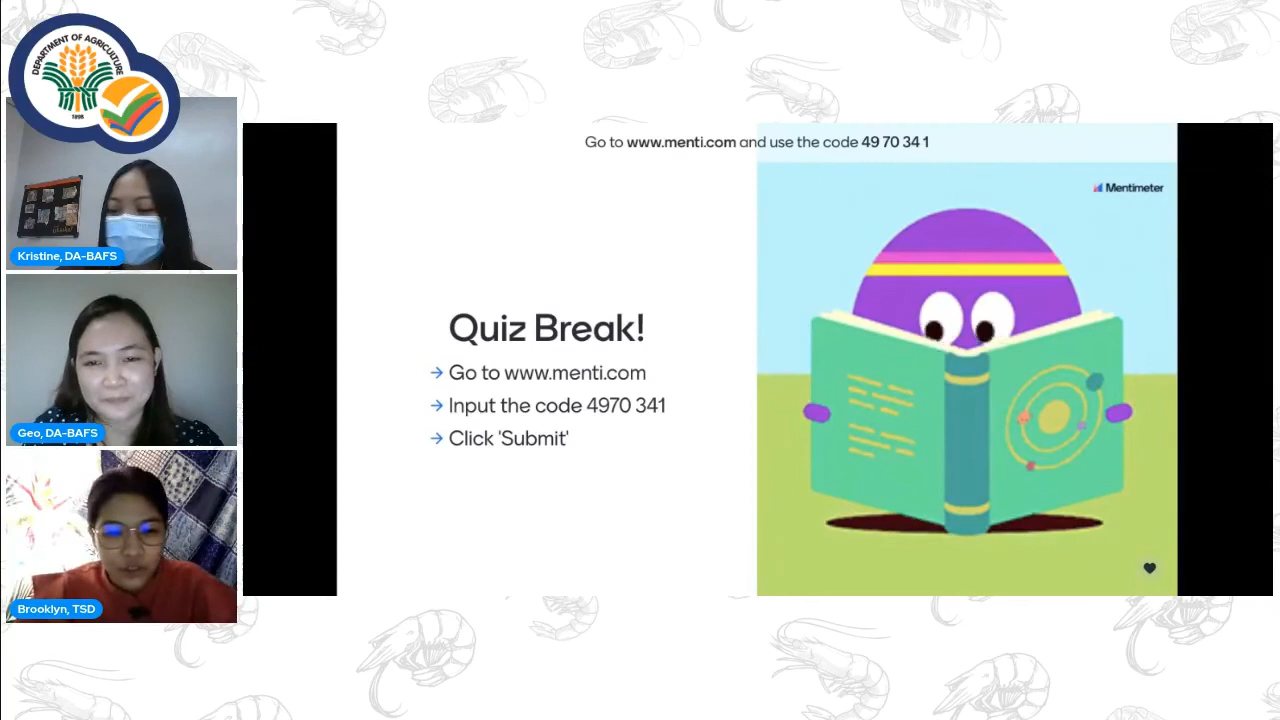 DEPARTMENT OF AGRICULTURE
1898
Kristine, DA-BAFS
Geo, DA-BAFS
Brooklyn, TSD
Go to www.menti.com and use the code 49 70 34 1
Mentimeter
Quiz Break!
→ Go to www.menti.com
→ Input the code 4970 341
→ Click 'Submit'